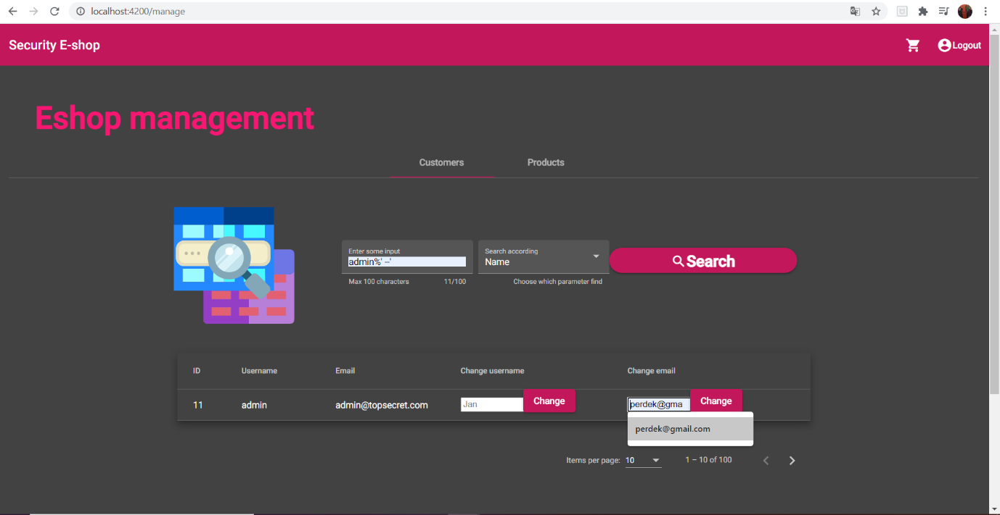 localhost:4200/manage
Security E-shop
Logout
Eshop management
Customers Products
Enter some input
admin%' --'
Max 100 characters 11/100
Search according
Name
Choose which parameter find
Search
ID Username Email Change username Change email
11 admin admin@topsecret.com Jan Change perdek@gma Change
perdek@gmail.com
Items per page: 10 1 – 10 of 100